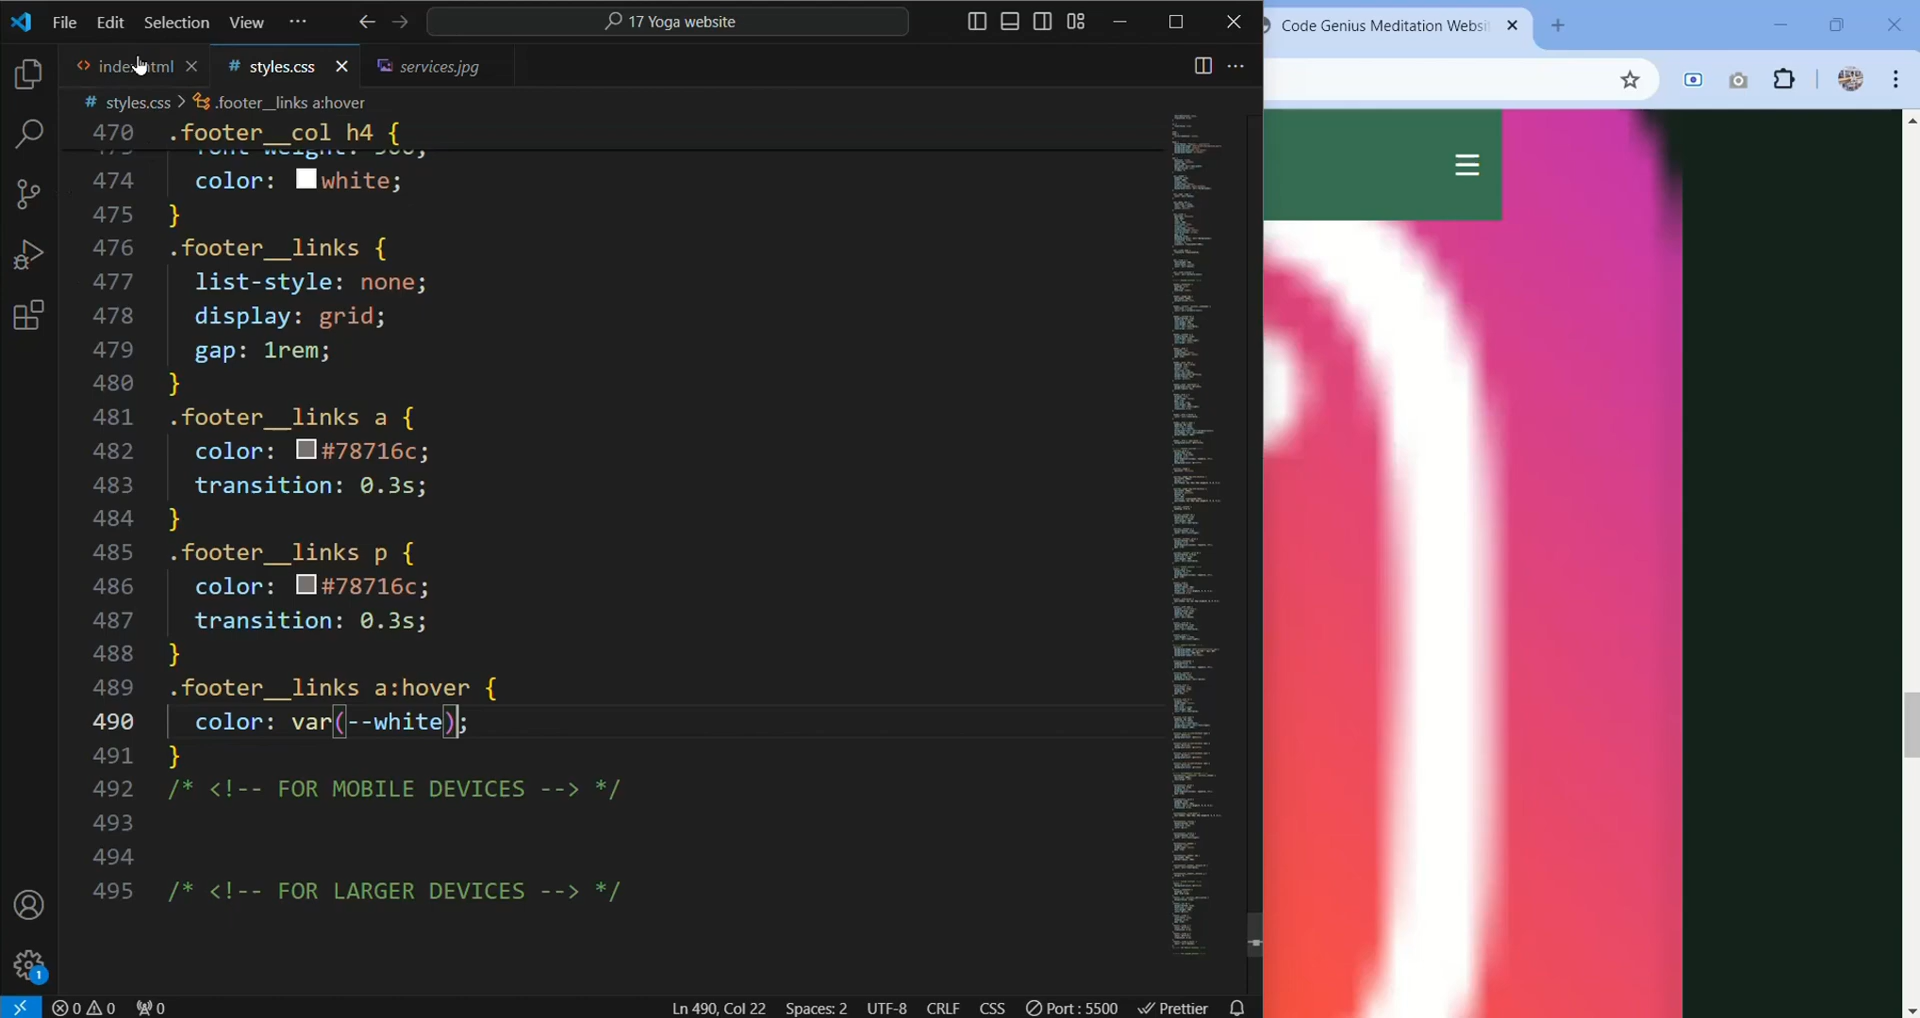 File Edit Selection View ··· 17 Yoga website
Code Genius Meditation Websi
index.html styles.css services.jpg
styles.css > .footer__links a:hover
470 .footer__col h4 {
474 color: white;
475 }
476 .footer__links {
477 list-style: none;
478 display: grid;
479 gap: 1rem;
480 }
481 .footer__links a {
482 color: #78716c;
483 transition: 0.3s;
484 }
485 .footer__links p {
486 color: #78716c;
487 transition: 0.3s;
488 }
489 .footer__links a:hover {
490 color: var(--white);
491 }
492 /* <!-- FOR MOBILE DEVICES --> */
493
494
495 /* <!-- FOR LARGER DEVICES --> */
1
0 0 0 Ln 490, Col 22 Spaces: 2 UTF-8 CRLF CSS Port : 5500 Prettier